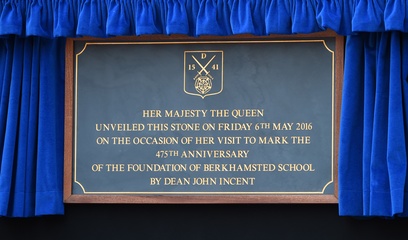 D
15 41
HER MAJESTY THE QUEEN
UNVEILED THIS STONE ON FRIDAY 6TH MAY 2016
ON THE OCCASION OF HER VISIT TO MARK THE
475TH ANNIVERSARY
OF THE FOUNDATION OF BERKHAMSTED SCHOOL
BY DEAN JOHN INCENT